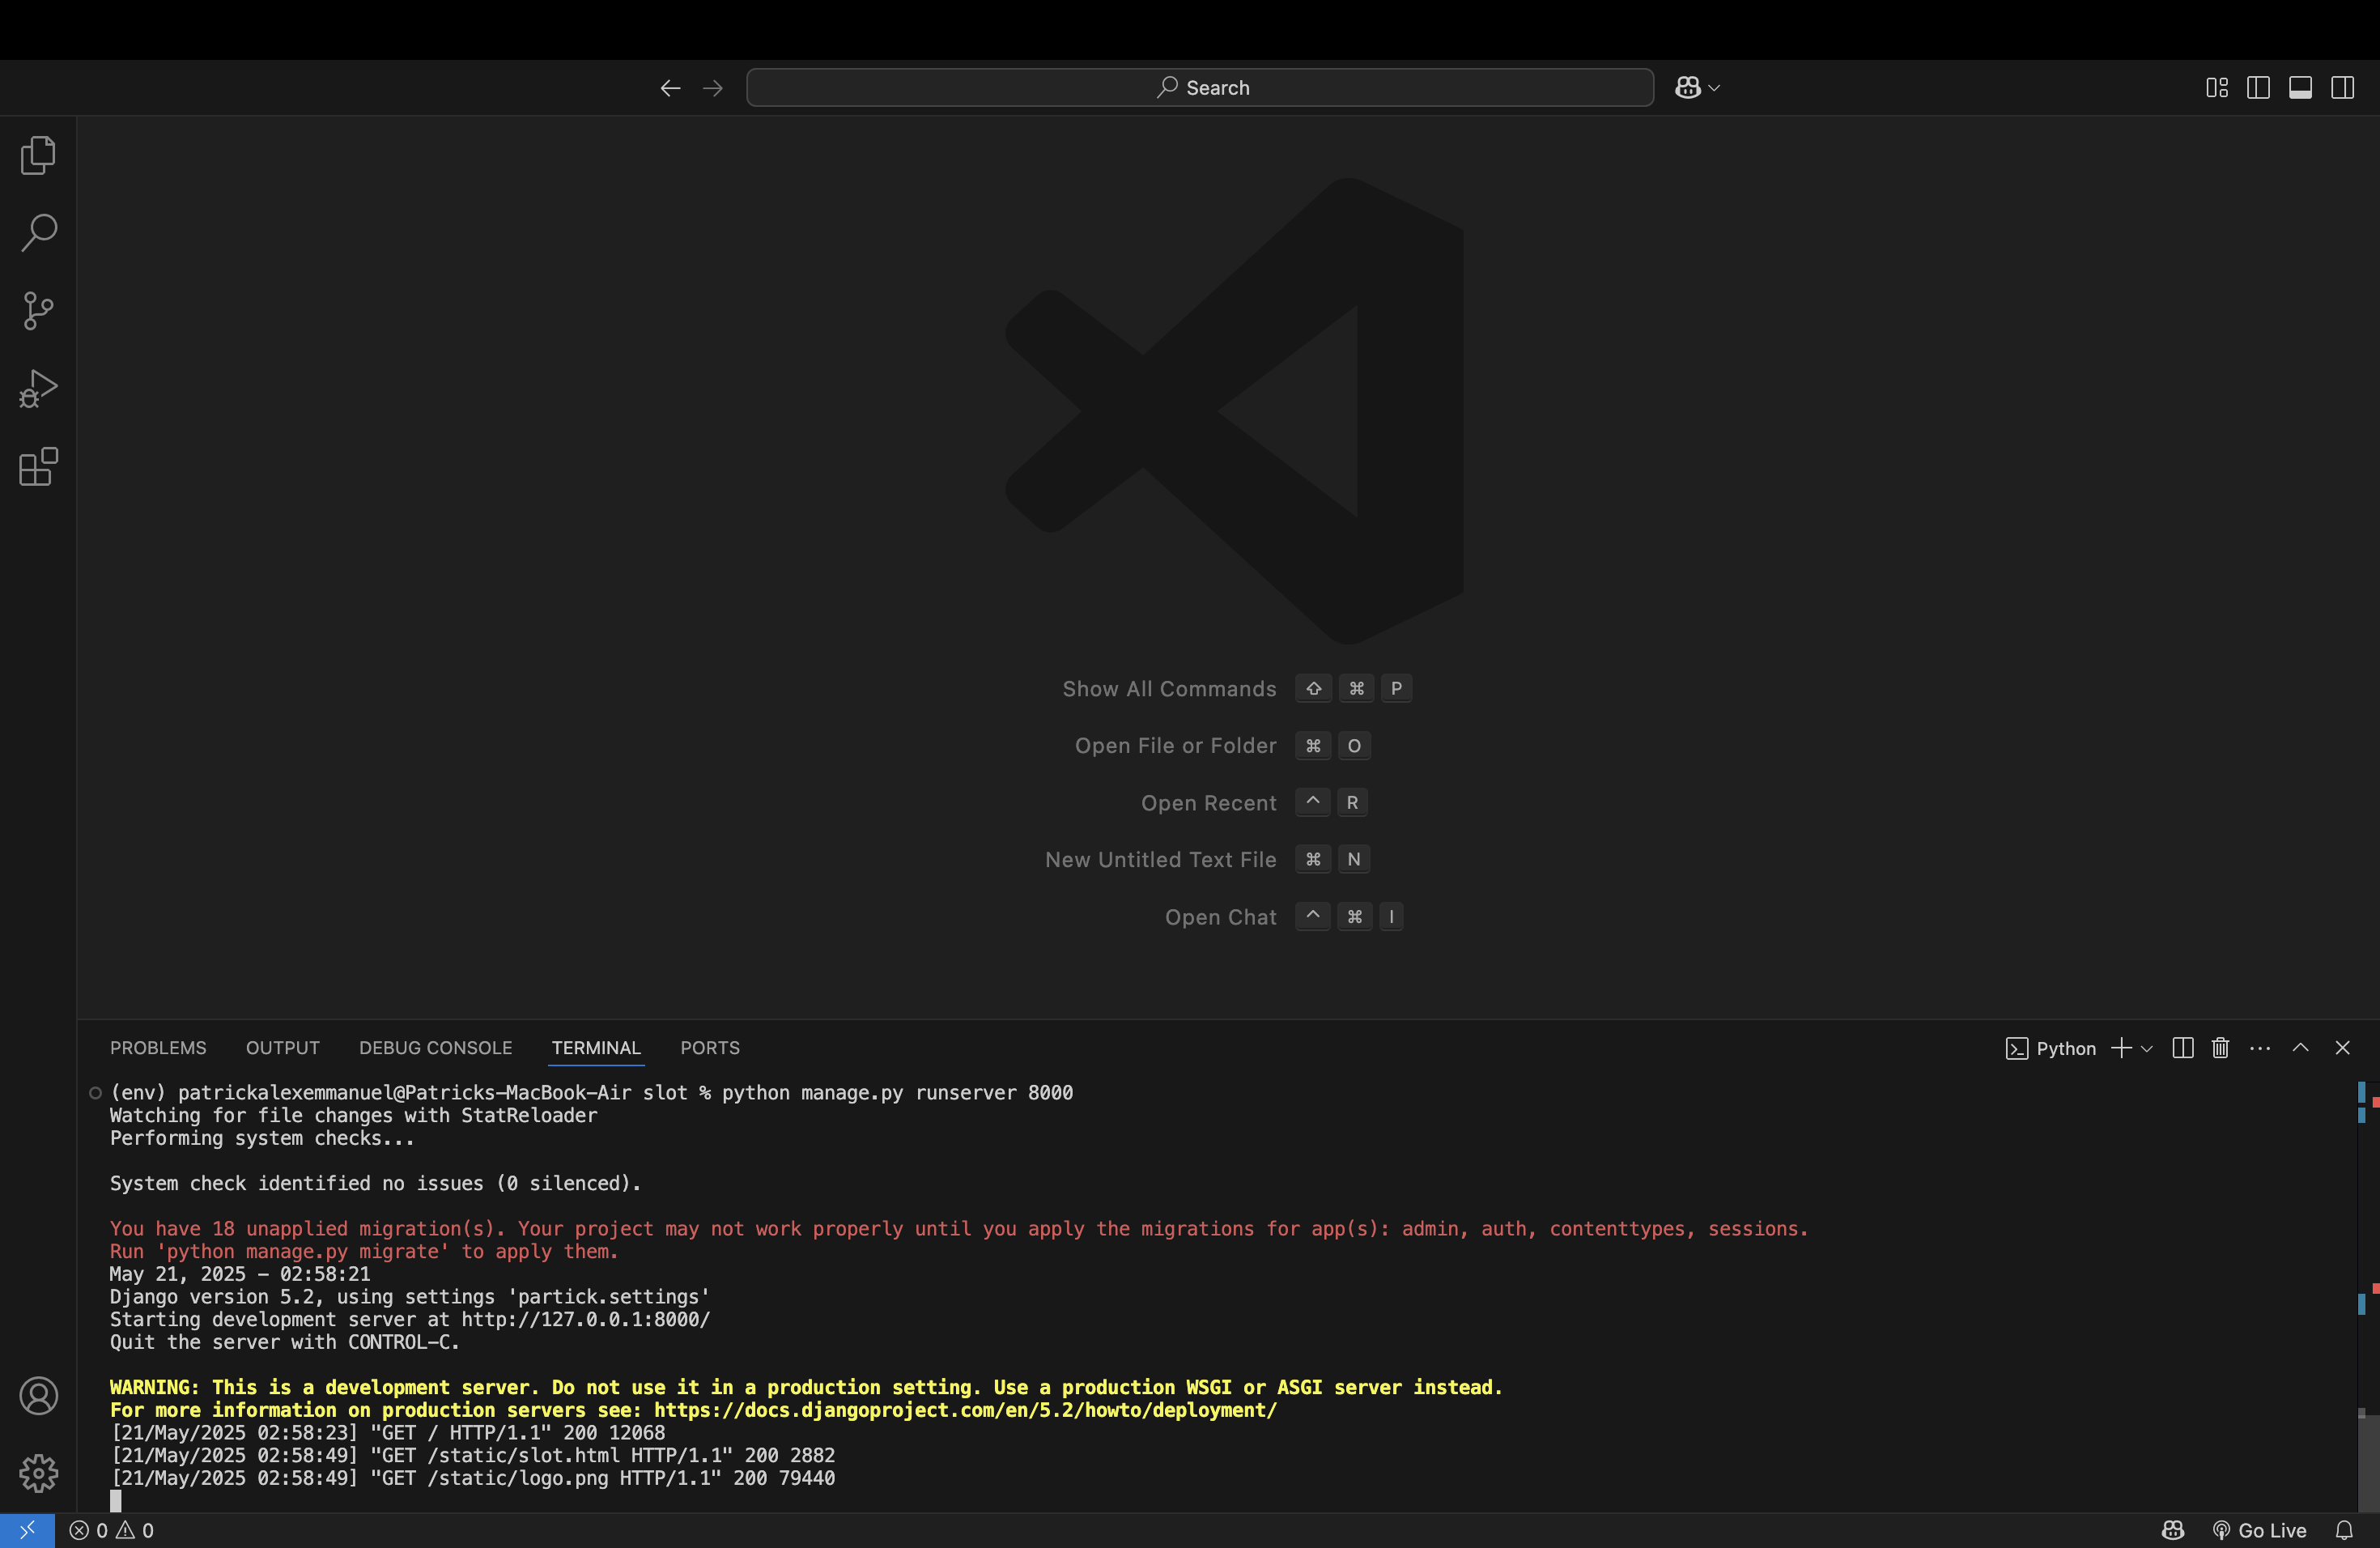 Search
Show All Commands ⇧ ⌘ P
Open File or Folder ⌘ O
Open Recent ^ R
New Untitled Text File ⌘ N
Open Chat ^ ⌘ I
PROBLEMS OUTPUT DEBUG CONSOLE TERMINAL PORTS Python
(env) patrickalexemmanuel@Patricks-MacBook-Air slot % python manage.py runserver 8000
Watching for file changes with StatReloader
Performing system checks...
System check identified no issues (0 silenced).
You have 18 unapplied migration(s). Your project may not work properly until you apply the migrations for app(s): admin, auth, contenttypes, sessions.
Run 'python manage.py migrate' to apply them.
May 21, 2025 - 02:58:21
Django version 5.2, using settings 'partick.settings'
Starting development server at http://127.0.0.1:8000/
Quit the server with CONTROL-C.
WARNING: This is a development server. Do not use it in a production setting. Use a production WSGI or ASGI server instead.
For more information on production servers see: https://docs.djangoproject.com/en/5.2/howto/deployment/
[21/May/2025 02:58:23] "GET / HTTP/1.1" 200 12068
[21/May/2025 02:58:49] "GET /static/slot.html HTTP/1.1" 200 2882
[21/May/2025 02:58:49] "GET /static/logo.png HTTP/1.1" 200 79440
0 0 Go Live